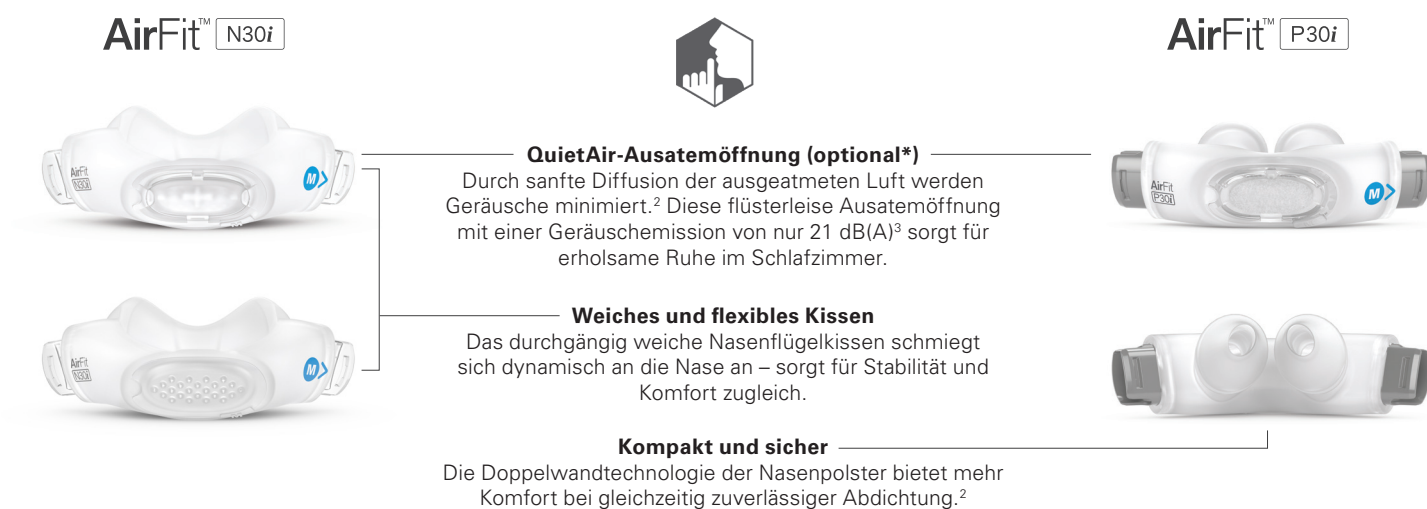 AirFit™ N30i
AirFit™ P30i
QuietAir-Ausatemöffnung (optional*)
Durch sanfte Diffusion der ausgeatmeten Luft werden
Geräusche minimiert.² Diese flüsterleise Ausatemöffnung
mit einer Geräuschemission von nur 21 dB(A)³ sorgt für
erholsame Ruhe im Schlafzimmer.
AirFit
N30i
M
AirFit
P30i
M
Weiches und flexibles Kissen
Das durchgängig weiche Nasenflügelkissen schmiegt
sich dynamisch an die Nase an – sorgt für Stabilität und
Komfort zugleich.
AirFit
N30i
M
Kompakt und sicher
Die Doppelwandtechnologie der Nasenpolster bietet mehr
Komfort bei gleichzeitig zuverlässiger Abdichtung.²